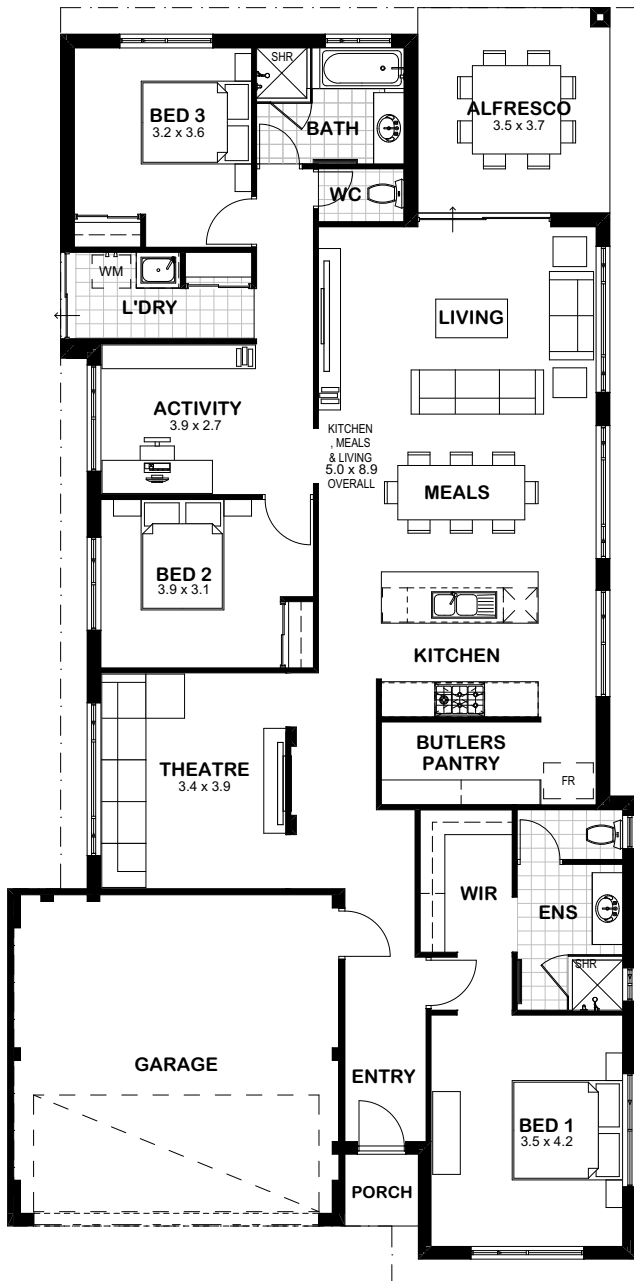 SHR
BED 3
3.2 x 3.6
BATH
ALFRESCO
3.5 x 3.7
WC
WM
L'DRY
LIVING
ACTIVITY
3.9 x 2.7
KITCHEN
, MEALS
& LIVING
5.0 x 8.9
OVERALL
MEALS
BED 2
3.9 x 3.1
KITCHEN
THEATRE
3.4 x 3.9
BUTLERS
PANTRY
FR
WIR
ENS
SHR
GARAGE
ENTRY
BED 1
3.5 x 4.2
PORCH